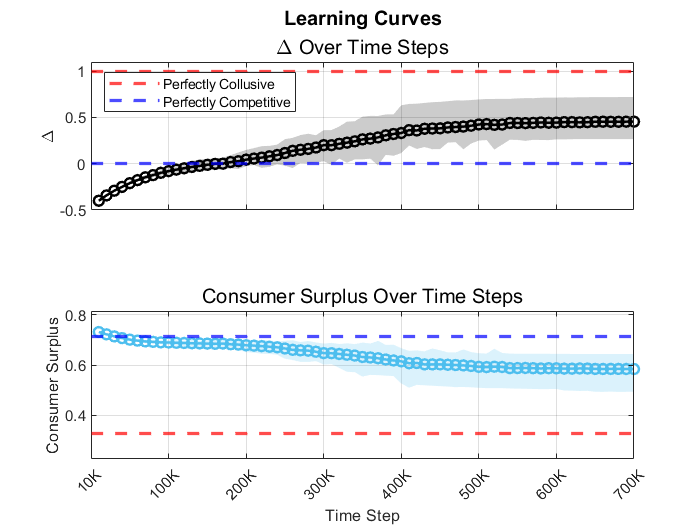 Learning Curves
Δ Over Time Steps
Perfectly Collusive
Perfectly Competitive
Δ
1
0.5
0
-0.5
Consumer Surplus Over Time Steps
Consumer Surplus
0.8
0.6
0.4
10K 100K 200K 300K 400K 500K 600K 700K
Time Step